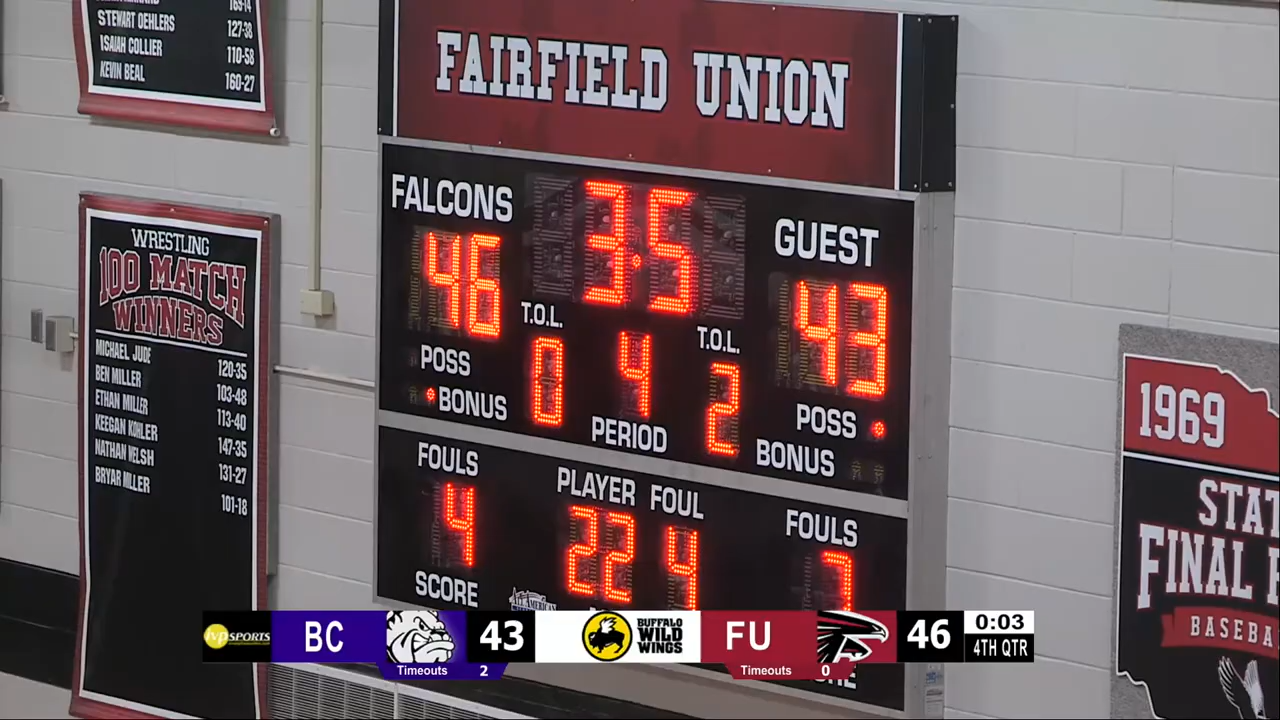 169-14
STEWART OEHLERS 127-38
ISAIAH COLLIER 110-58
KEVIN BEAL 160-27
FAIRFIELD UNION
FALCONS
3:5
GUEST
46
43
T.O.L.
T.O.L.
POSS
0
4
2
POSS
BONUS
PERIOD
BONUS
FOULS
PLAYER FOUL
FOULS
4
22 4
7
SCORE
WRESTLING
100 MATCH
WINNERS
MICHAEL JUDE 120-35
BEN MILLER 103-48
ETHAN MILLER 113-40
KEEGAN KOHLER 147-35
NATHAN WELSH 131-27
BRYAR MILLER 101-18
1969
STAT
FINAL
BASEBA
IVPSPORTS
BC
Timeouts 2
43
BUFFALO
WILD
WINGS
FU
Timeouts 0
46
0:03
4TH QTR